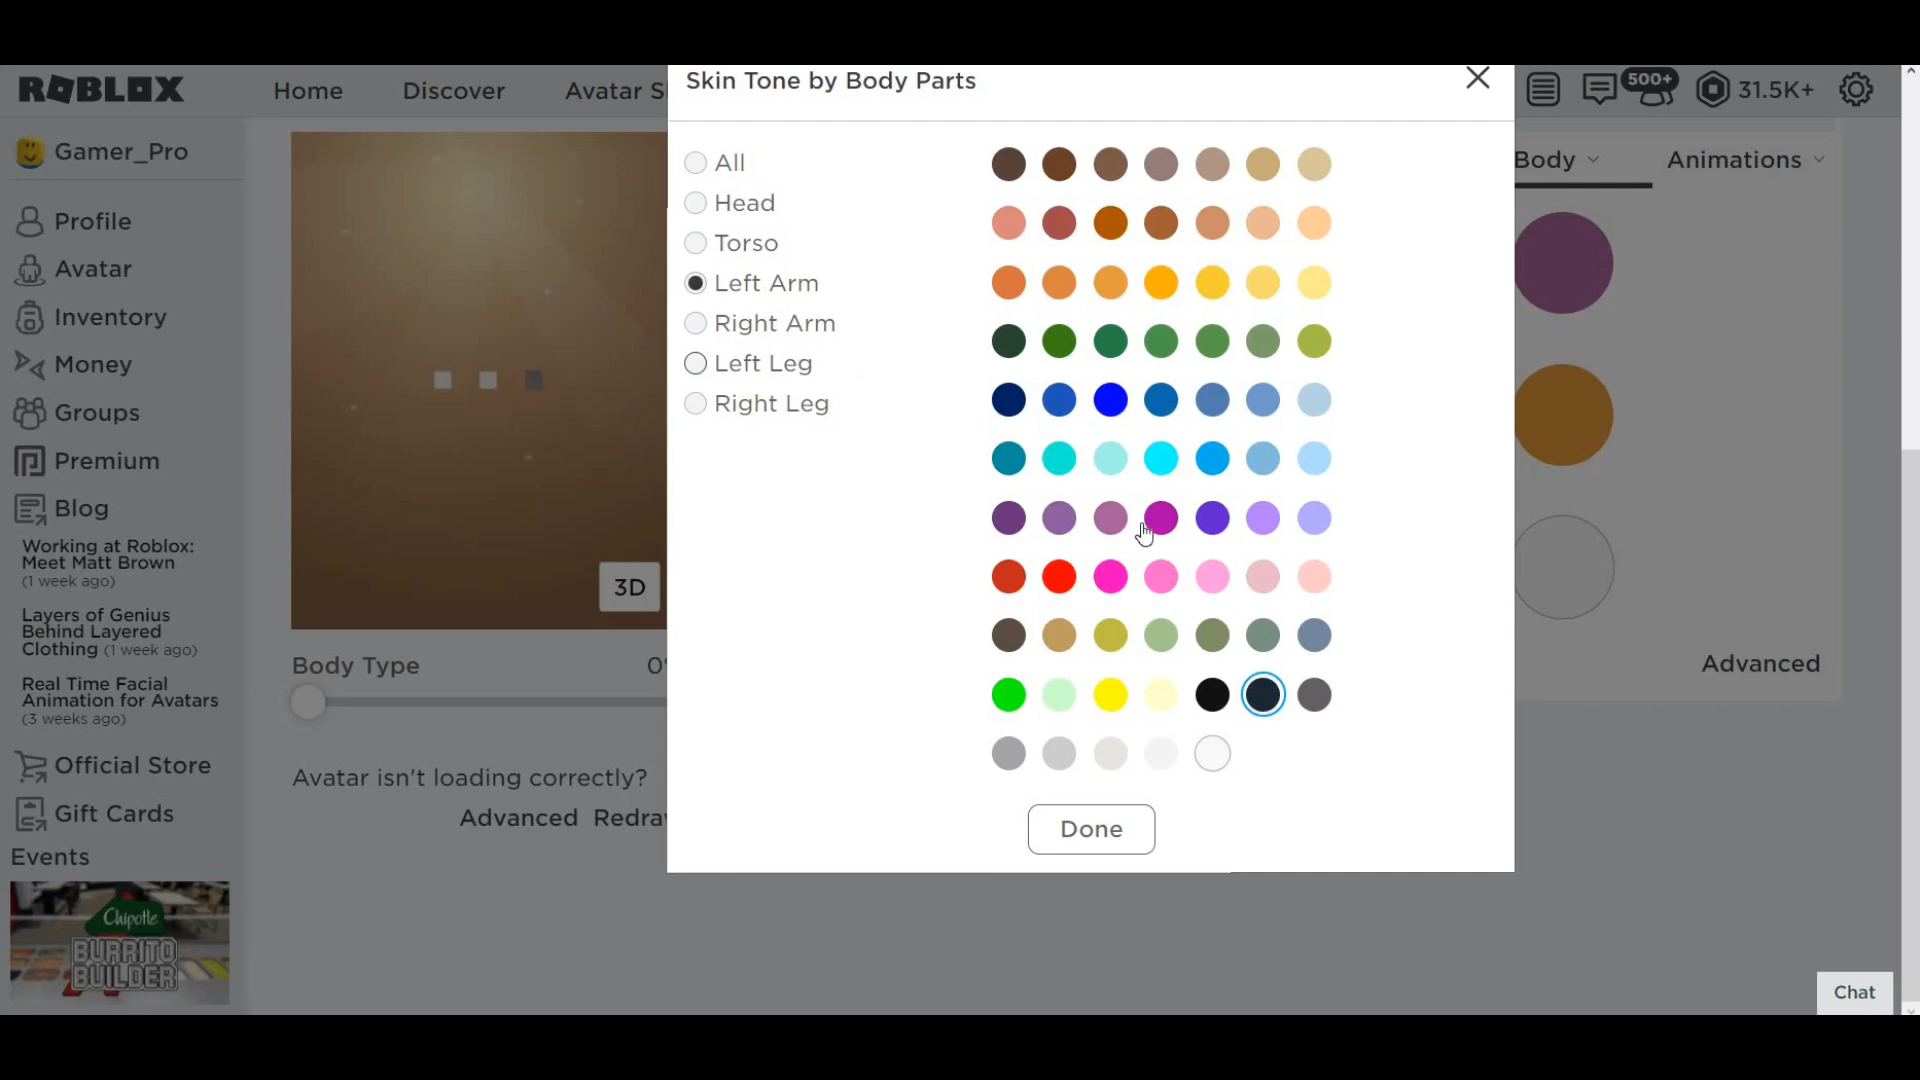 ROBLOX
Home
Discover
Avatar S
Skin Tone by Body Parts
500+
31.5K+
Gamer_Pro
Profile
Avatar
Inventory
Money
Groups
Premium
Blog
Working at Roblox:
Meet Matt Brown
(1 week ago)
Layers of Genius
Behind Layered
Clothing (1 week ago)
Real Time Facial
Animation for Avatars
(3 weeks ago)
Official Store
Gift Cards
Events
Chipotle
BURRITO
BUILDER
3D
Body Type
0%
Avatar isn't loading correctly?
Advanced Redraw
All
Head
Torso
Left Arm
Right Arm
Left Leg
Right Leg
Done
Body
Animations
Advanced
Chat